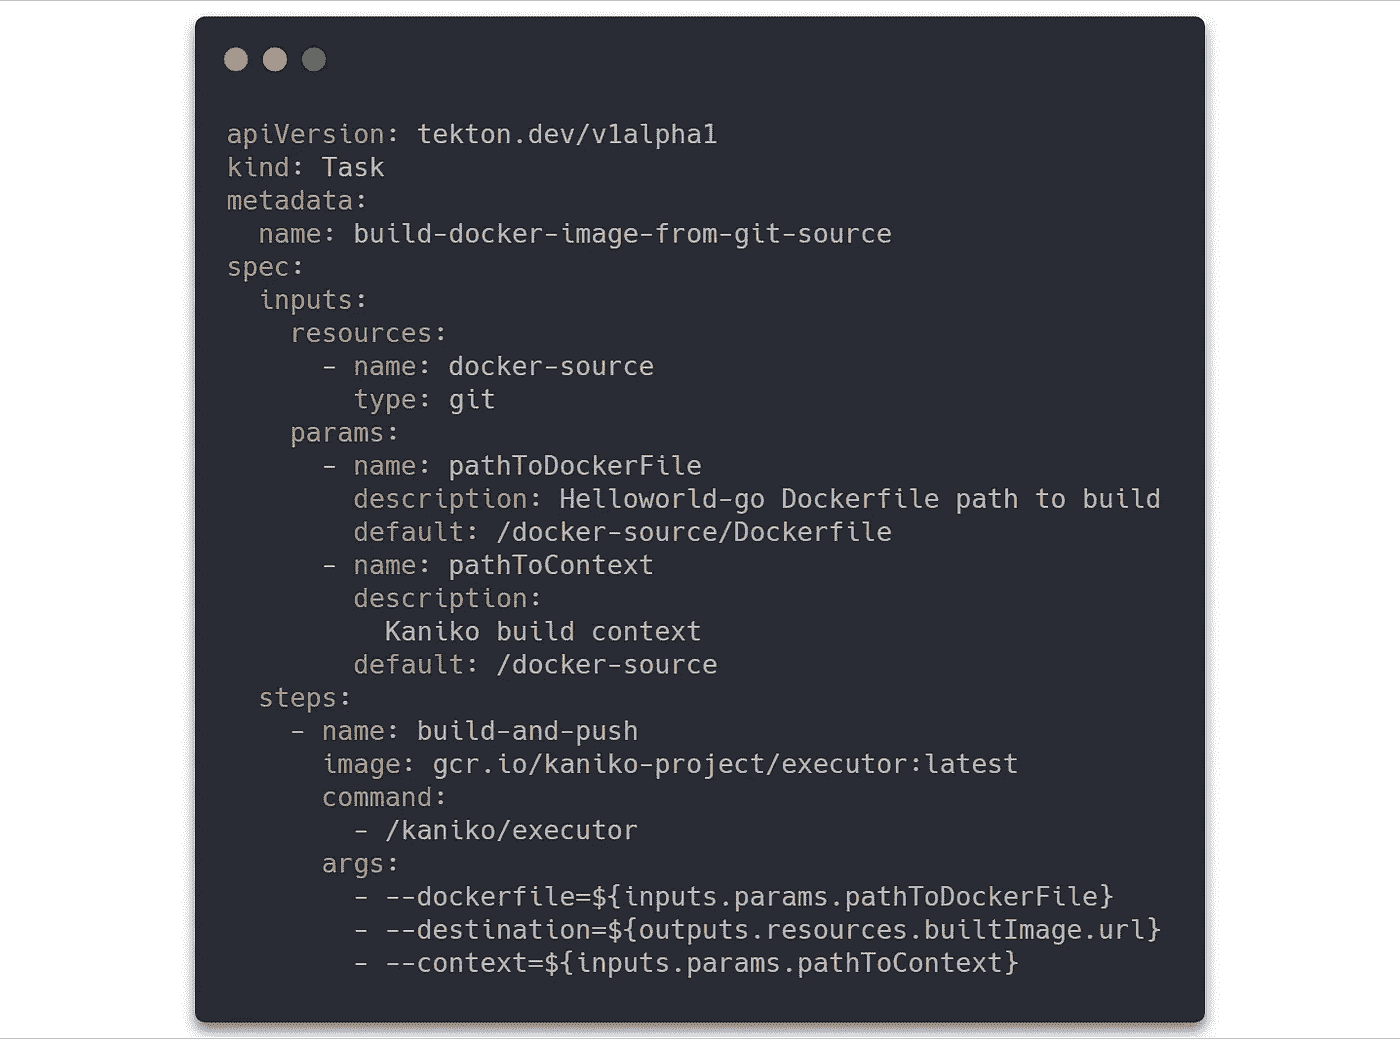 apiVersion: tekton.dev/v1alpha1
kind: Task
metadata:
  name: build-docker-image-from-git-source
spec:
  inputs:
    resources:
      - name: docker-source
        type: git
    params:
      - name: pathToDockerFile
        description: Helloworld-go Dockerfile path to build
        default: /docker-source/Dockerfile
      - name: pathToContext
        description:
          Kaniko build context
        default: /docker-source
  steps:
    - name: build-and-push
      image: gcr.io/kaniko-project/executor:latest
      command:
        - /kaniko/executor
      args:
        - --dockerfile=${inputs.params.pathToDockerFile}
        - --destination=${outputs.resources.builtImage.url}
        - --context=${inputs.params.pathToContext}